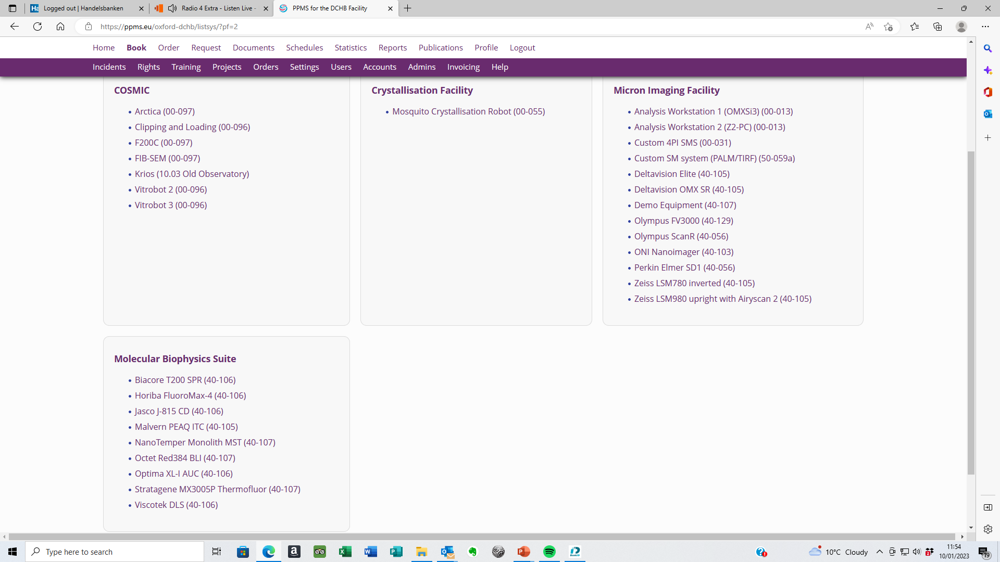 Logged out | Handelsbanken
Radio 4 Extra - Listen Live -
PPMS for the DCHB Facility
https://ppms.eu/oxford-dchb/listsys/?pf=2
Home Book Order Request Documents Schedules Statistics Reports Publications Profile Logout
Incidents Rights Training Projects Orders Settings Users Accounts Admins Invoicing Help
COSMIC
• Arctica (00-097)
• Clipping and Loading (00-096)
• F200C (00-097)
• FIB-SEM (00-097)
• Krios (10.03 Old Observatory)
• Vitrobot 2 (00-096)
• Vitrobot 3 (00-096)
Crystallisation Facility
• Mosquito Crystallisation Robot (00-055)
Micron Imaging Facility
• Analysis Workstation 1 (OMXSi3) (00-013)
• Analysis Workstation 2 (Z2-PC) (00-013)
• Custom 4PI SMS (00-031)
• Custom SM system (PALM/TIRF) (50-059a)
• Deltavision Elite (40-105)
• Deltavision OMX SR (40-105)
• Demo Equipment (40-107)
• Olympus FV3000 (40-129)
• Olympus ScanR (40-056)
• ONI Nanoimager (40-103)
• Perkin Elmer SD1 (40-056)
• Zeiss LSM780 inverted (40-105)
• Zeiss LSM980 upright with Airyscan 2 (40-105)
Molecular Biophysics Suite
• Biacore T200 SPR (40-106)
• Horiba FluoroMax-4 (40-106)
• Jasco J-815 CD (40-106)
• Malvern PEAQ ITC (40-105)
• NanoTemper Monolith MST (40-107)
• Octet Red384 BLI (40-107)
• Optima XL-I AUC (40-106)
• Stratagene MX3005P Thermofluor (40-107)
• Viscotek DLS (40-106)
Type here to search
10°C Cloudy
11:54
10/01/2023
19